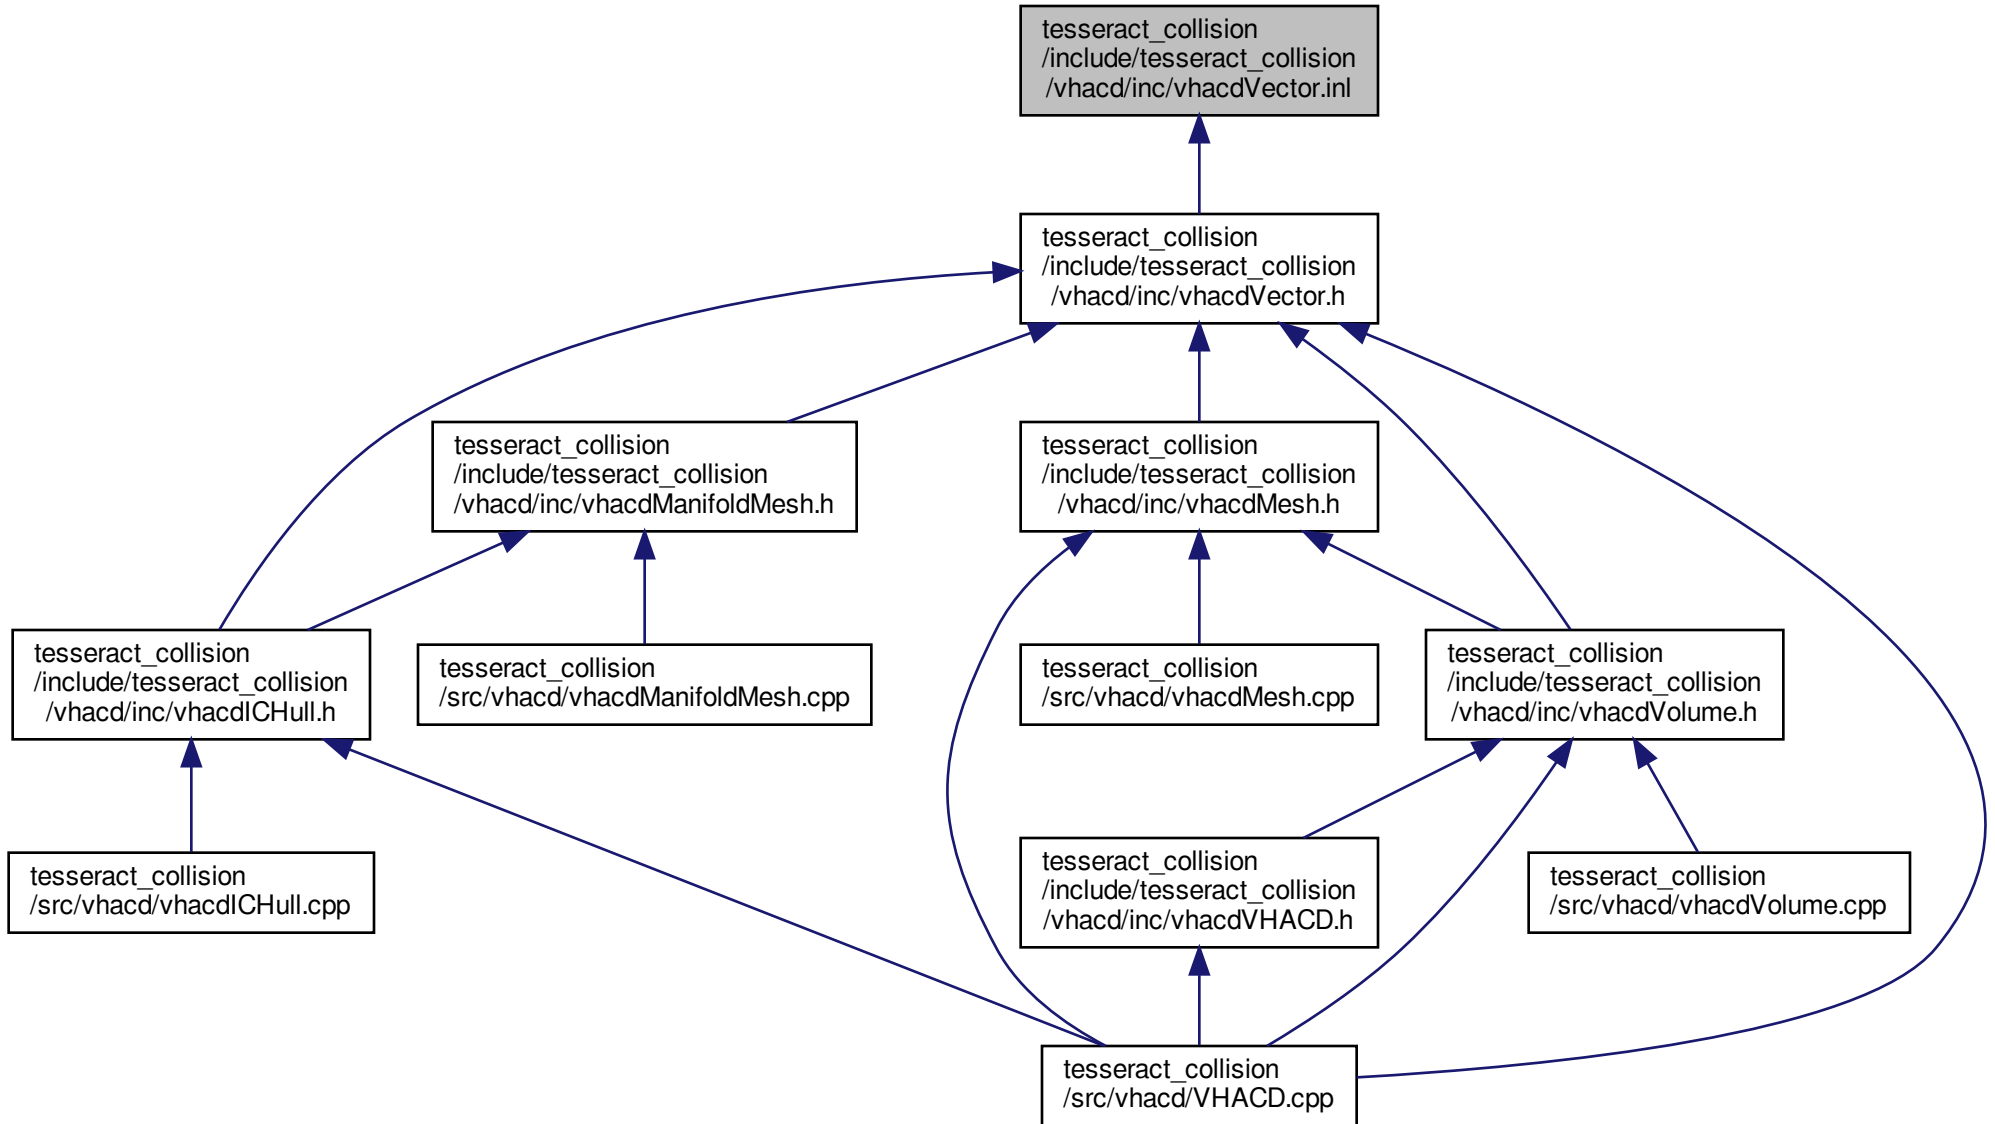 tesseract_collision
/include/tesseract_collision
/vhacd/inc/vhacdVector.inl
tesseract_collision
/include/tesseract_collision
/vhacd/inc/vhacdVector.h
tesseract_collision
/include/tesseract_collision
/vhacd/inc/vhacdManifoldMesh.h
tesseract_collision
/include/tesseract_collision
/vhacd/inc/vhacdMesh.h
tesseract_collision
/include/tesseract_collision
/vhacd/inc/vhacdICHull.h
tesseract_collision
/src/vhacd/vhacdManifoldMesh.cpp
tesseract_collision
/src/vhacd/vhacdMesh.cpp
tesseract_collision
/include/tesseract_collision
/vhacd/inc/vhacdVolume.h
tesseract_collision
/src/vhacd/vhacdICHull.cpp
tesseract_collision
/include/tesseract_collision
/vhacd/inc/vhacdVHACD.h
tesseract_collision
/src/vhacd/vhacdVolume.cpp
tesseract_collision
/src/vhacd/VHACD.cpp